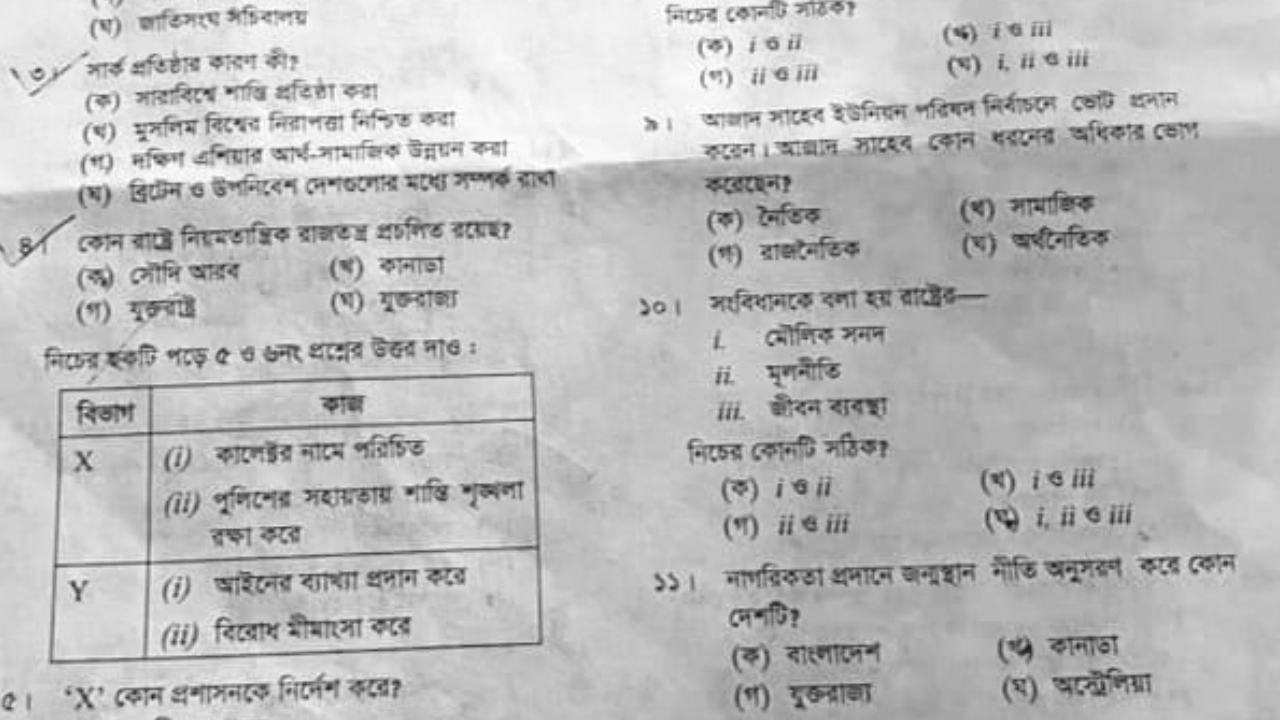 (ঘ) জাতিসংঘ সচিবালয়
৩। সার্ক প্রতিষ্ঠার কারণ কী?
(ক) সারাবিশ্বে শান্তি প্রতিষ্ঠা করা
(খ) মুসলিম বিশ্বের নিরাপত্তা নিশ্চিত করা
(গ) দক্ষিণ এশিয়ার আর্থ-সামাজিক উন্নয়ন করা
(ঘ) ব্রিটেন ও উপনিবেশ দেশগুলোর মধ্যে সম্পর্ক রাখা
৪। কোন রাষ্ট্রে নিয়মতান্ত্রিক রাজতন্ত্র প্রচলিত রয়েছে?
(ক) সৌদি আরব (খ) কানাডা
(গ) যুক্তরাষ্ট্র (ঘ) যুক্তরাজ্য
নিচের ছকটি পড়ে ৫ ও ৬নং প্রশ্নের উত্তর দাও :
বিভাগ কাজ
X (i) কালেক্টর নামে পরিচিত
(ii) পুলিশের সহায়তায় শান্তি শৃঙ্খলা
রক্ষা করে
Y (i) আইনের ব্যাখ্যা প্রদান করে
(ii) বিরোধ মীমাংসা করে
৫। ‘X’ কোন প্রশাসনকে নির্দেশ করে?
নিচের কোনটি সঠিক?
(ক) i ও ii (খ) i ও iii
(গ) ii ও iii (ঘ) i, ii ও iii
৯। আজাদ সাহেব ইউনিয়ন পরিষদ নির্বাচনে ভোট প্রদান
করেন। আজাদ সাহেব কোন ধরনের অধিকার ভোগ
করেছেন?
(ক) নৈতিক (খ) সামাজিক
(গ) রাজনৈতিক (ঘ) অর্থনৈতিক
১০। সংবিধানকে বলা হয় রাষ্ট্রের—
i. মৌলিক সনদ
ii. মূলনীতি
iii. জীবন ব্যবস্থা
নিচের কোনটি সঠিক?
(ক) i ও ii (খ) i ও iii
(গ) ii ও iii (ঘ) i, ii ও iii
১১। নাগরিকতা প্রদানে জন্মস্থান নীতি অনুসরণ করে কোন
দেশটি?
(ক) বাংলাদেশ (খ) কানাডা
(গ) যুক্তরাজ্য (ঘ) অস্ট্রেলিয়া